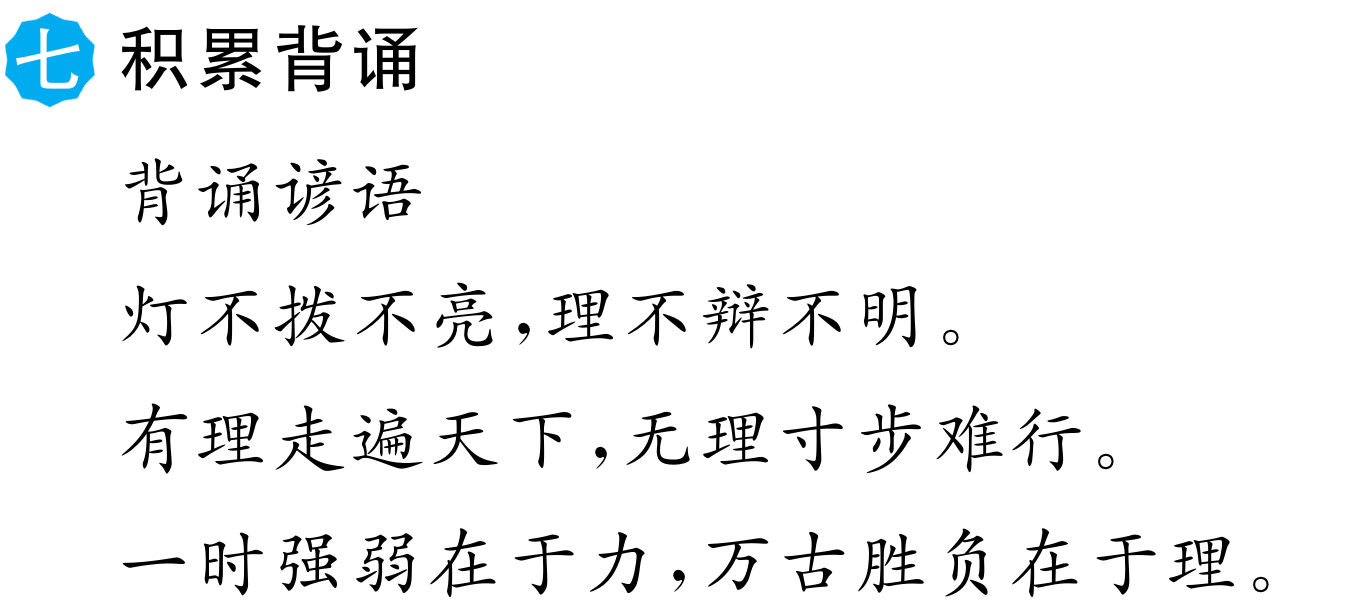 七 积累背诵
背诵谚语
灯不拨不亮,理不辩不明。
有理走遍天下,无理寸步难行。
一时强弱在于力,万古胜负在于理。